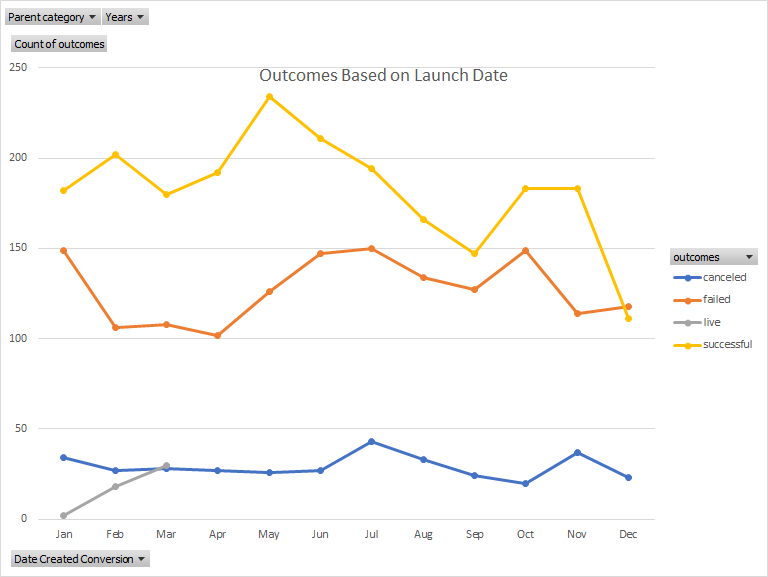 Parent category Years
Count of outcomes
Outcomes Based on Launch Date
250
200
150
100
50
0
Jan Feb Mar Apr May Jun Jul Aug Sep Oct Nov Dec
outcomes
canceled
failed
live
successful
Date Created Conversion